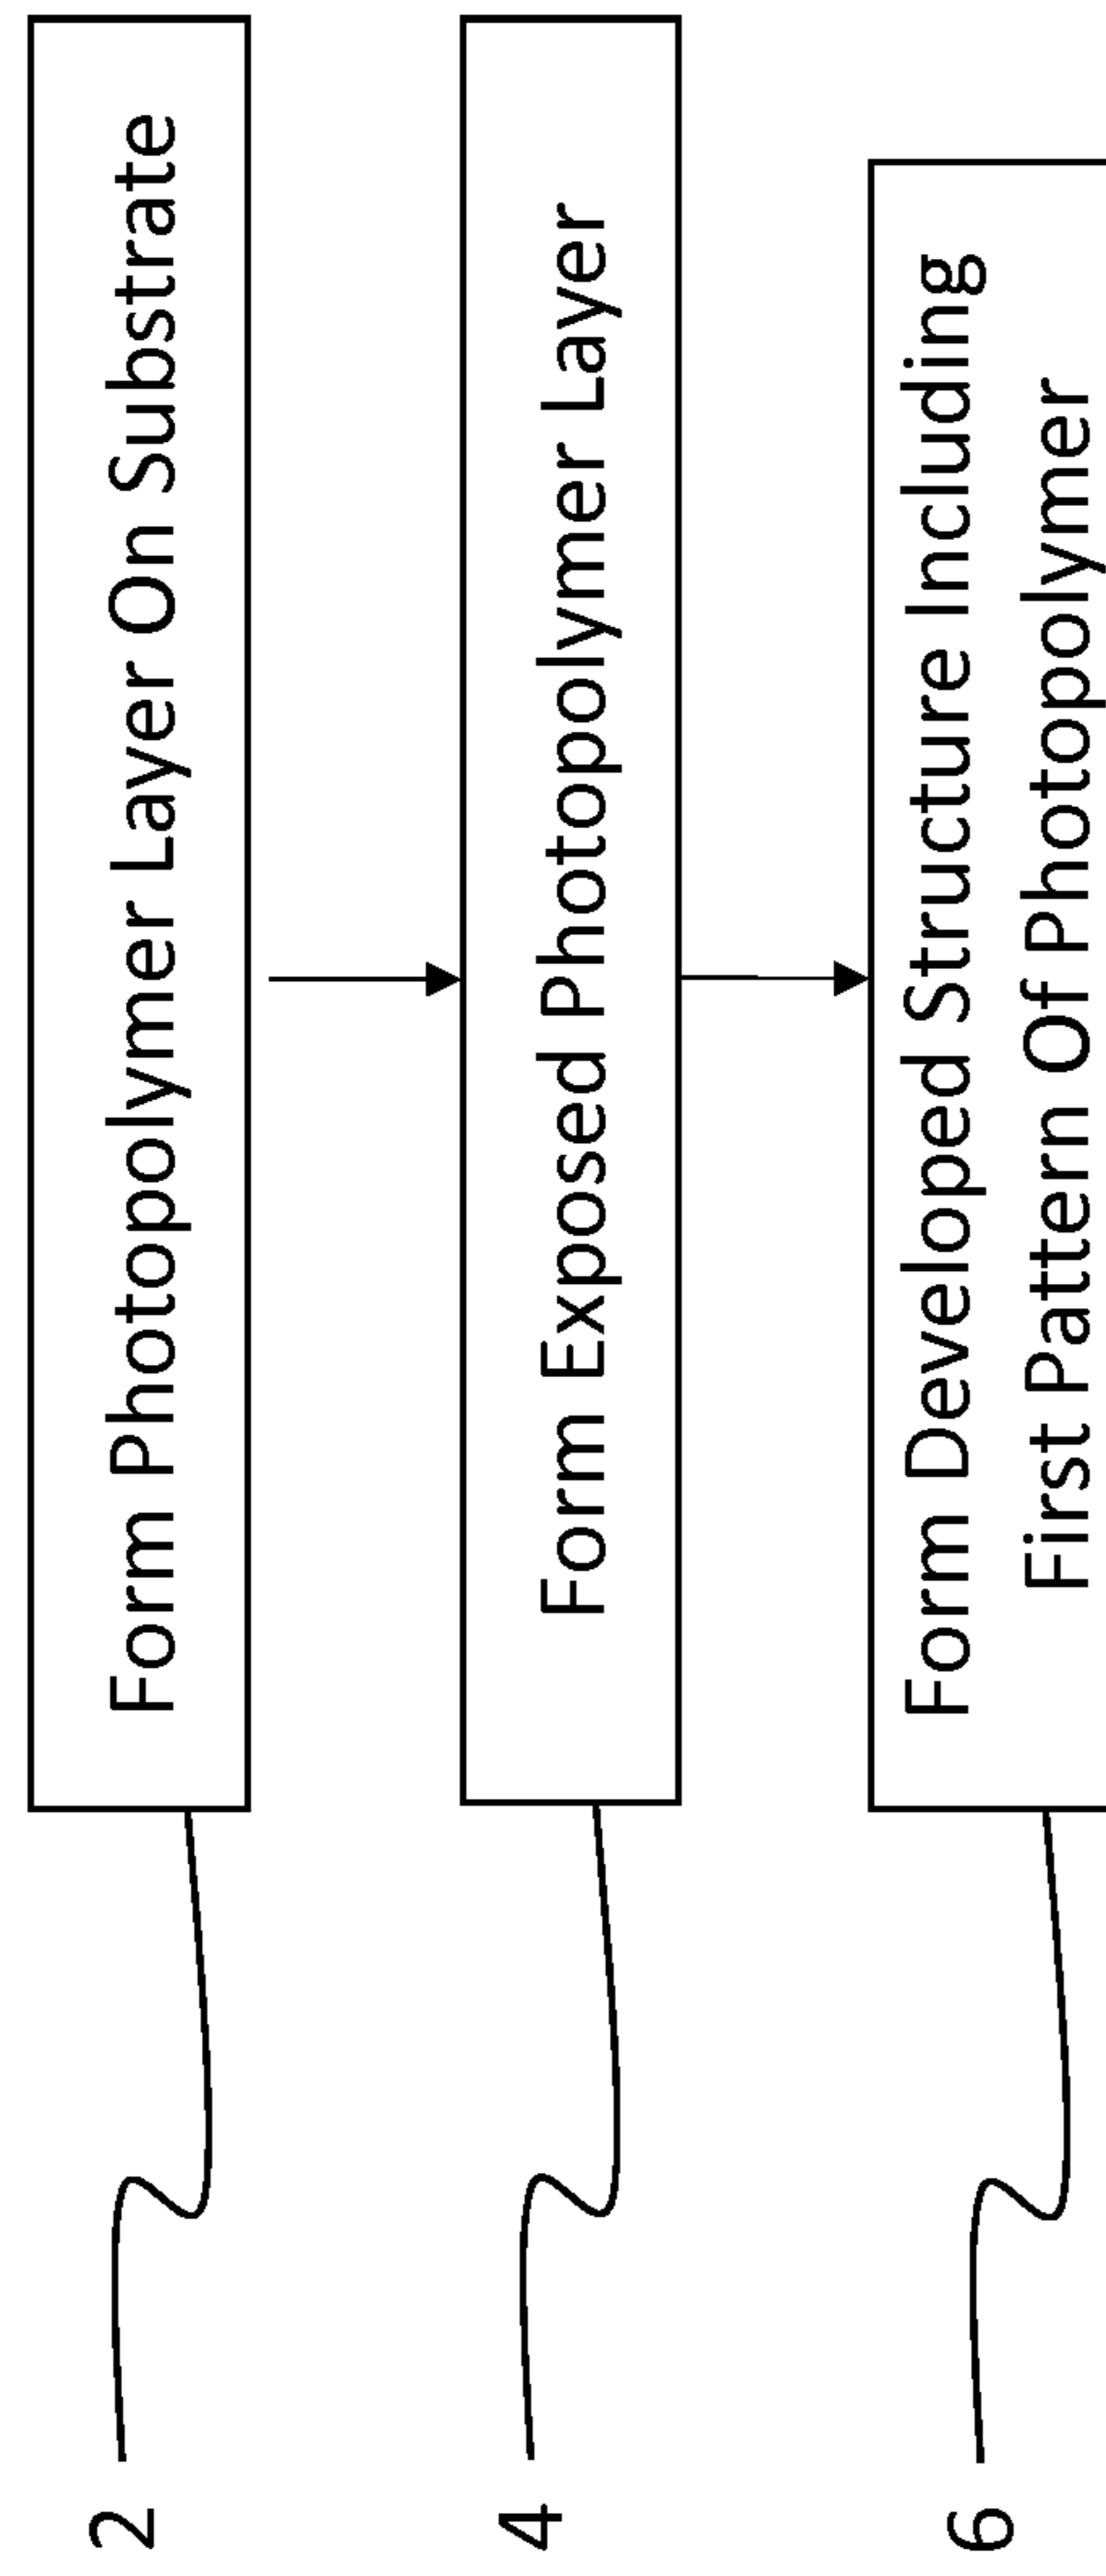 2
Form Photopolymer Layer On Substrate
4
Form Exposed Photopolymer Layer
6
Form Developed Structure Including
First Pattern Of Photopolymer